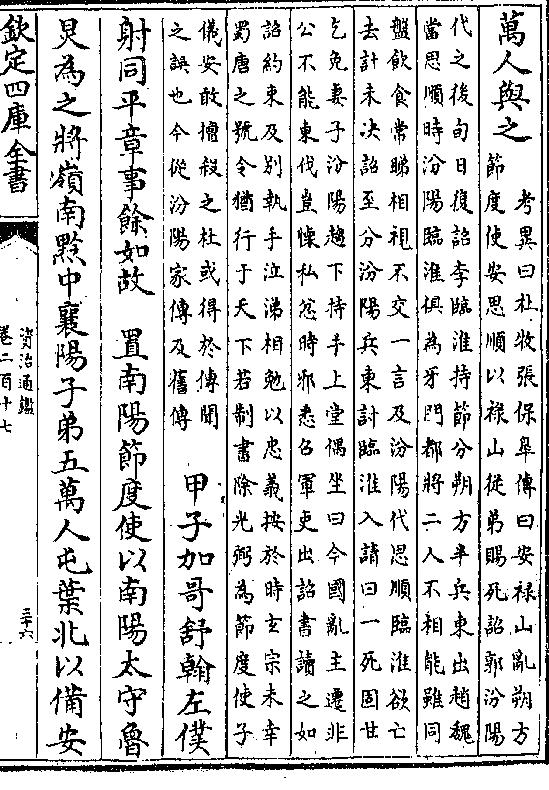 萬人與之
考異曰杜牧張保皐傳曰安禄山亂朔方
節度使安思順以禄山從弟賜死詔郭汾陽
代之後旬日復詔李臨淮持節分朔方半兵東出趙魏
當思順時汾陽臨淮俱為牙門都將二人不相能雖同
盤飲食常睇相視不交一言及汾陽代思順臨淮欲亡
去計未决詔至分汾陽兵東討臨淮入請曰一死固甘
乞免妻子汾陽趨下持手上堂偶坐曰今國亂主遷非
公不能東伐豈懷私忿時邪悉召軍吏出詔書讀之如
詔約束及别執手泣涕相勉以忠義按於時玄宗未幸
蜀唐之號令猶行于天下若制書除光弼為節度使子
儀安敢擅殺之杜或得於傳聞
之誤也今從汾陽家傳及舊傳
甲子加哥舒翰左僕
射同平章事餘如故　置南陽節度使以南陽太守魯
炅為之將嶺南黔中襄陽子弟五萬人屯葉北以備安
欽定四庫全書
資治通鑑
卷二百十七
三十六